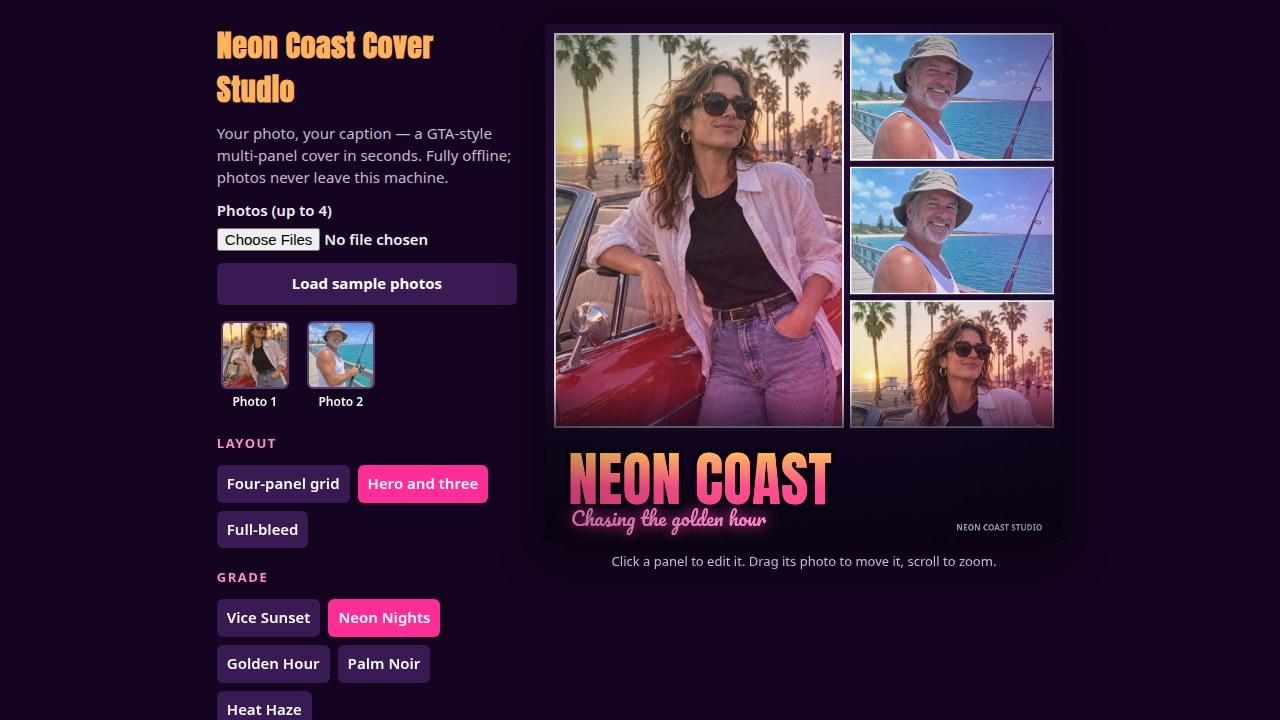 Neon Coast Cover
Studio
Your photo, your caption — a GTA-style
multi-panel cover in seconds. Fully offline;
photos never leave this machine.
Photos (up to 4)
Choose Files No file chosen
Load sample photos
Photo 1 Photo 2
LAYOUT
Four-panel grid Hero and three
Full-bleed
GRADE
Vice Sunset Neon Nights
Golden Hour Palm Noir
Heat Haze
NEON COAST
Chasing the golden hour
NEON COAST STUDIO
Click a panel to edit it. Drag its photo to move it, scroll to zoom.